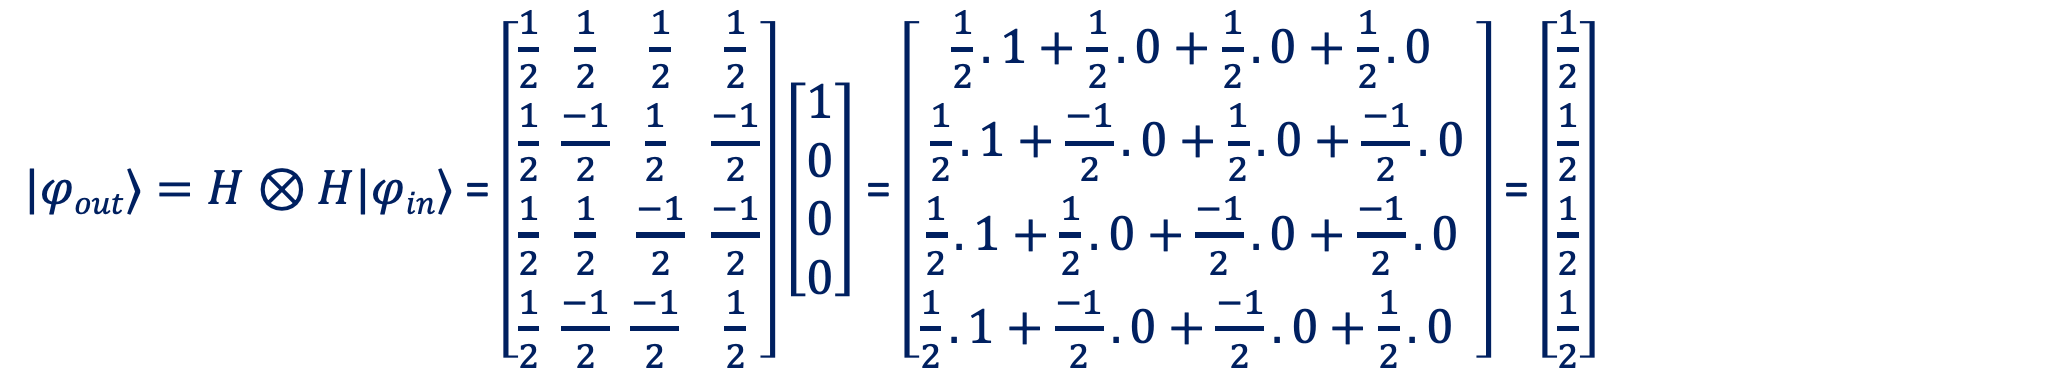 |φ_out⟩ = H ⊗ H|φ_in⟩ = [1/2 1/2 1/2 1/2; 1/2 -1/2 1/2 -1/2; 1/2 1/2 -1/2 -1/2; 1/2 -1/2 -1/2 1/2] [1; 0; 0; 0] = [1/2 . 1 + 1/2 . 0 + 1/2 . 0 + 1/2 . 0; 1/2 . 1 + -1/2 . 0 + 1/2 . 0 + -1/2 . 0; 1/2 . 1 + 1/2 . 0 + -1/2 . 0 + -1/2 . 0; 1/2 . 1 + -1/2 . 0 + -1/2 . 0 + 1/2 . 0] = [1/2; 1/2; 1/2; 1/2]